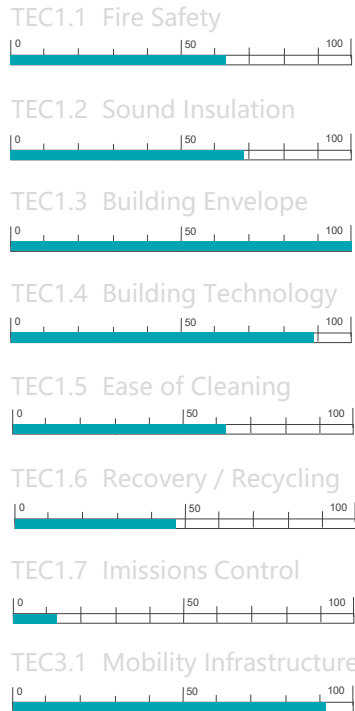 TEC1.1 Fire Safety
0 50 100
TEC1.2 Sound Insulation
0 50 100
TEC1.3 Building Envelope
0 50 100
TEC1.4 Building Technology
0 50 100
TEC1.5 Ease of Cleaning
0 50 100
TEC1.6 Recovery / Recycling
0 50 100
TEC1.7 Imissions Control
0 50 100
TEC3.1 Mobility Infrastructure
0 50 100